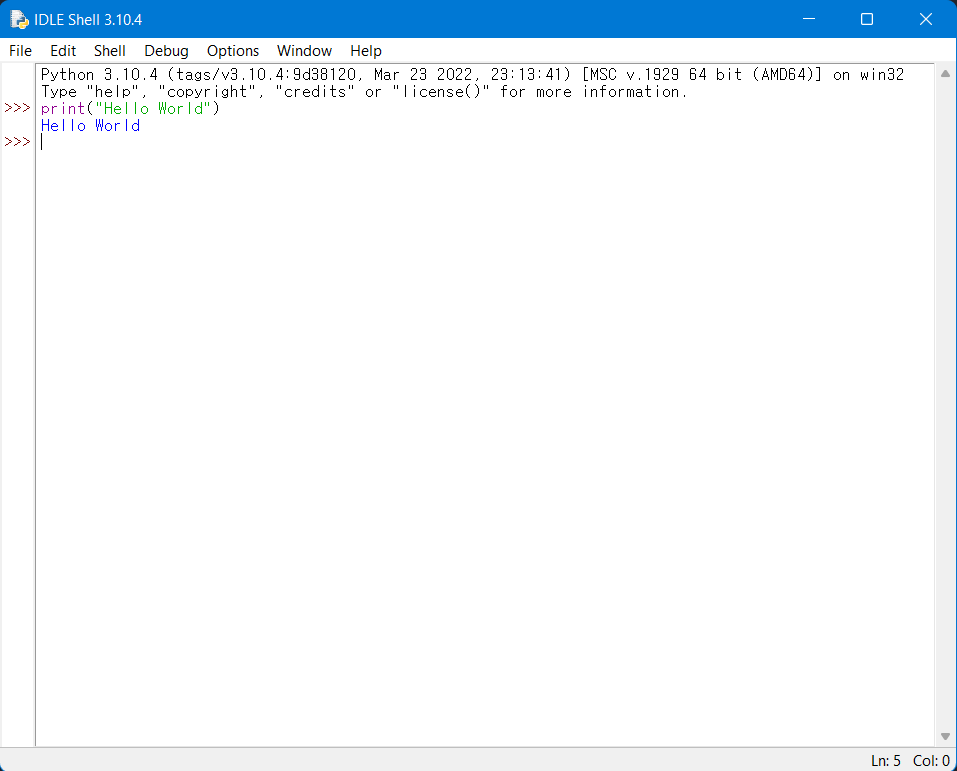 IDLE Shell 3.10.4
File Edit Shell Debug Options Window Help
Python 3.10.4 (tags/v3.10.4:9d38120, Mar 23 2022, 23:13:41) [MSC v.1929 64 bit (AMD64)] on win32
Type "help", "copyright", "credits" or "license()" for more information.
>>> print("Hello World")
Hello World
>>>
Ln: 5 Col: 0